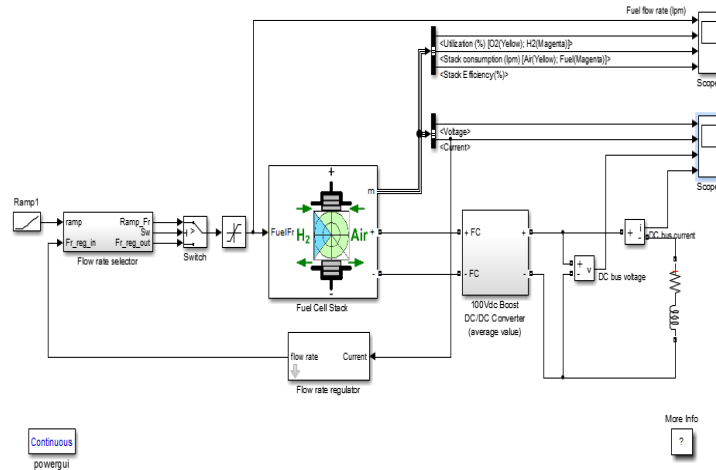 Fuel flow rate (lpm)
<Utilization (%) [O2(Yellow); H2(Magenta)]>
<Stack consumption (lpm) [Air(Yellow); Fuel(Magenta)]>
<Stack Efficiency(%)>
Scope
<Voltage>
<Current>
Scope
Ramp1
ramp
Fr_reg_in
Ramp_Fr
Sw
Fr_reg_out
Flow rate selector
Switch
+
m
FuelFr
H2
Air
+
-
-
Fuel Cell Stack
+ FC
- FC
+
-
100Vdc Boost
DC/DC Converter
(average value)
+
-
i
DC bus current
+
-
v
DC bus voltage
flow rate
Current
Flow rate regulator
Continuous
powergui
More Info
?